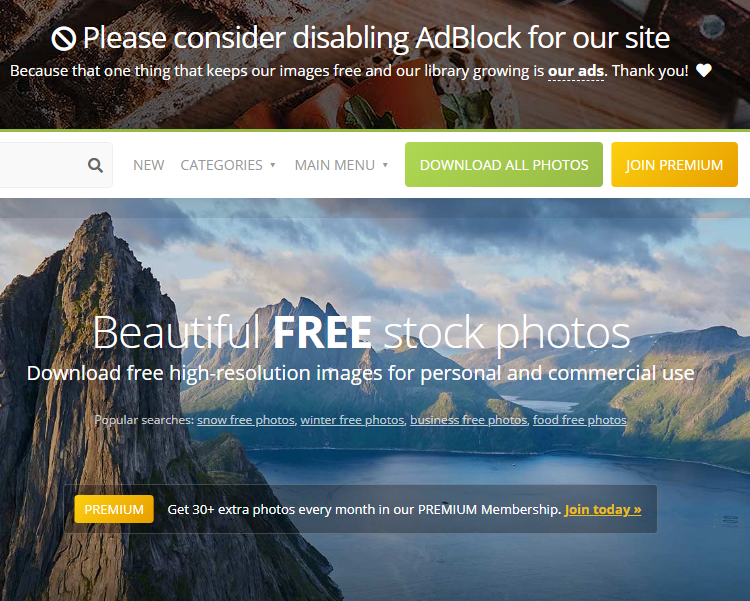 Please consider disabling AdBlock for our site
Because that one thing that keeps our images free and our library growing is our ads. Thank you!
NEW CATEGORIES MAIN MENU DOWNLOAD ALL PHOTOS JOIN PREMIUM
Beautiful FREE stock photos
Download free high-resolution images for personal and commercial use
Popular searches: snow free photos, winter free photos, business free photos, food free photos
PREMIUM Get 30+ extra photos every month in our PREMIUM Membership. Join today »